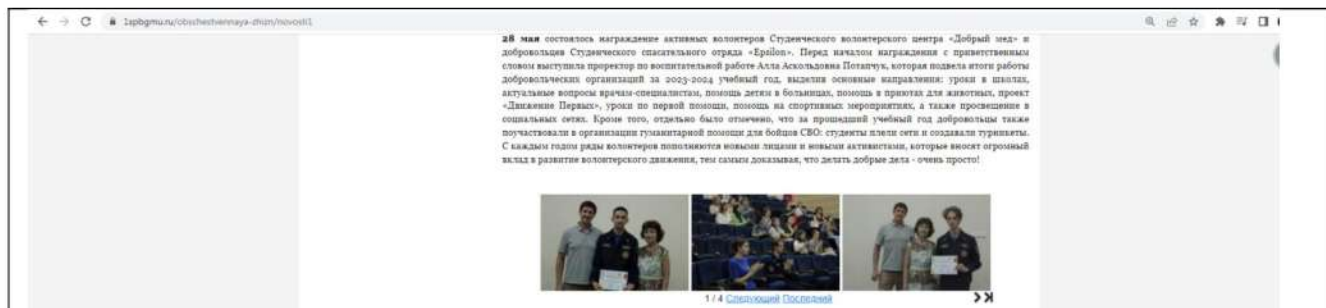 1spbgmu.ru/obschestvennaya-zhizn/novosti1
28 мая состоялось награждение активных волонтеров Студенческого волонтерского центра «Добрый мед» и
добровольцев Студенческого спасательного отряда «Epsilon». Перед началом награждения с приветственным
словом выступила проректор по воспитательной работе Алла Аскольдовна Потапчук, которая подвела итоги работы
добровольческих организаций за 2023-2024 учебный год, выделив основные направления: уроки в школах,
актуальные вопросы врачам-специалистам, помощь детям в больницах, помощь в приютах для животных, проект
«Движение Первых», уроки по первой помощи, помощь на спортивных мероприятиях, а также просвещение в
социальных сетях. Кроме того, отдельно было отмечено, что за прошедший учебный год добровольцы также
поучаствовали в организации гуманитарной помощи для бойцов СВО: студенты плели сети и создавали турникеты.
С каждым годом ряды волонтеров пополняются новыми лицами и новыми активистами, которые вносят огромный
вклад в развитие волонтерского движения, тем самым доказывая, что делать добрые дела - очень просто!
1 / 4 Следующий Последний